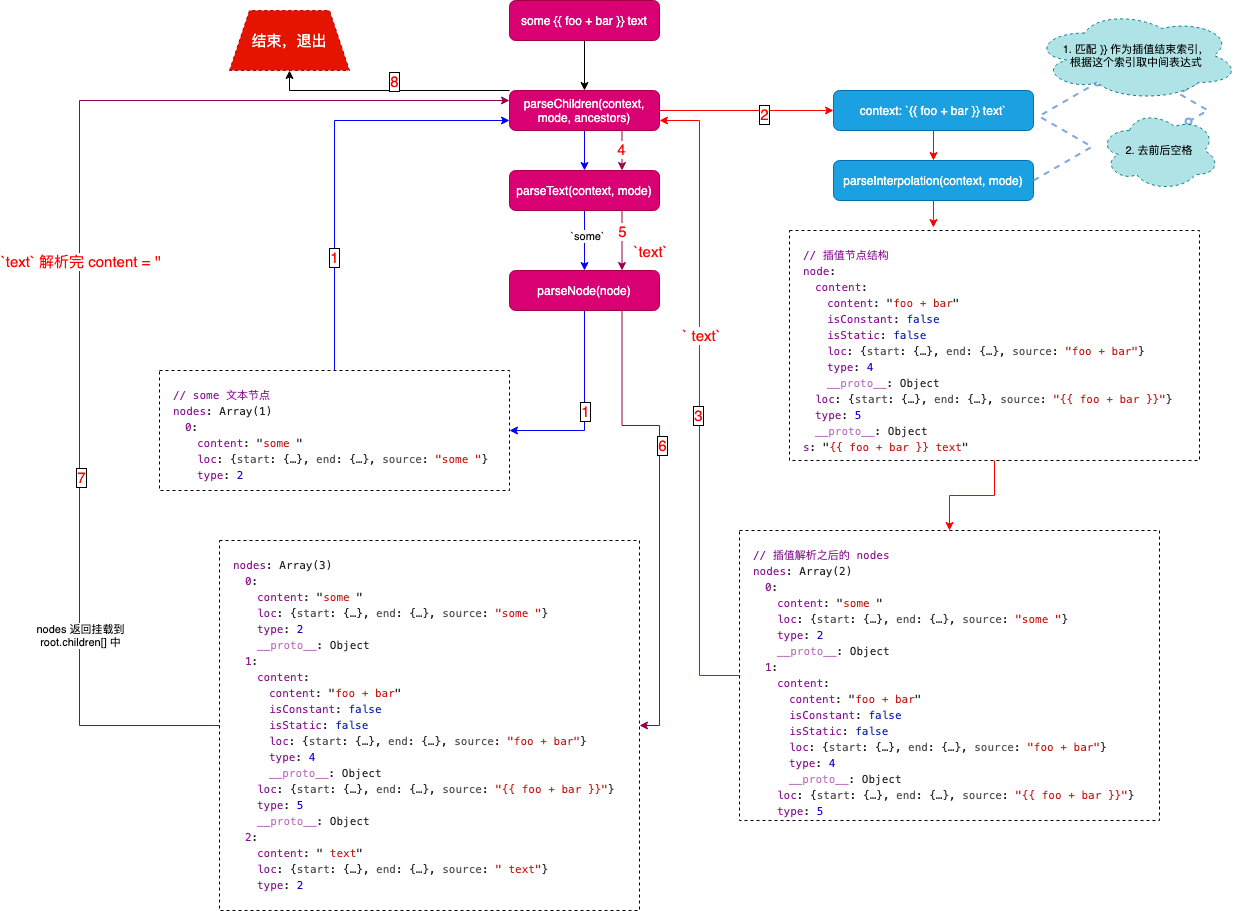 some {{ foo + bar }} text
结束，退出
8
parseChildren(context,
mode, ancestors)
2
context: `{{ foo + bar }} text`
1. 匹配 }} 作为插值结束索引，
根据这个索引取中间表达式
2. 去前后空格
4
parseText(context, mode)
parseInterpolation(context, mode)
`some`
5
`text`
1
`text` 解析完 content = ''
parseNode(node)
` text`
// 插值节点结构
node:
content:
content: "foo + bar"
isConstant: false
isStatic: false
loc: {start: {…}, end: {…}, source: "foo + bar"}
type: 4
__proto__: Object
loc: {start: {…}, end: {…}, source: "{{ foo + bar }}"}
type: 5
__proto__: Object
s: "{{ foo + bar }} text"
// some 文本节点
nodes: Array(1)
0:
content: "some "
loc: {start: {…}, end: {…}, source: "some "}
type: 2
1
3
6
7
nodes: Array(3)
0:
content: "some "
loc: {start: {…}, end: {…}, source: "some "}
type: 2
__proto__: Object
1:
content:
content: "foo + bar"
isConstant: false
isStatic: false
loc: {start: {…}, end: {…}, source: "foo + bar"}
type: 4
__proto__: Object
loc: {start: {…}, end: {…}, source: "{{ foo + bar }}"}
type: 5
__proto__: Object
2:
content: " text"
loc: {start: {…}, end: {…}, source: " text"}
type: 2
nodes 返回挂载到
root.children[] 中
// 插值解析之后的 nodes
nodes: Array(2)
0:
content: "some "
loc: {start: {…}, end: {…}, source: "some "}
type: 2
__proto__: Object
1:
content:
content: "foo + bar"
isConstant: false
isStatic: false
loc: {start: {…}, end: {…}, source: "foo + bar"}
type: 4
__proto__: Object
loc: {start: {…}, end: {…}, source: "{{ foo + bar }}"}
type: 5